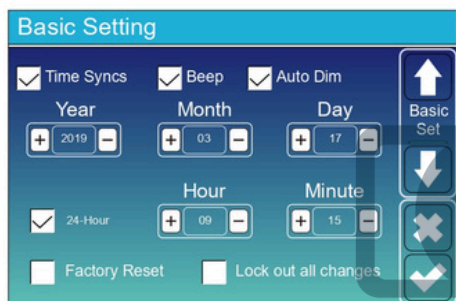 Basic Setting
Time Syncs Beep Auto Dim
Year Month Day
+ 2019 - + 03 - + 17 -
Basic
Set
Hour Minute
24-Hour + 09 - + 15 -
Factory Reset Lock out all changes